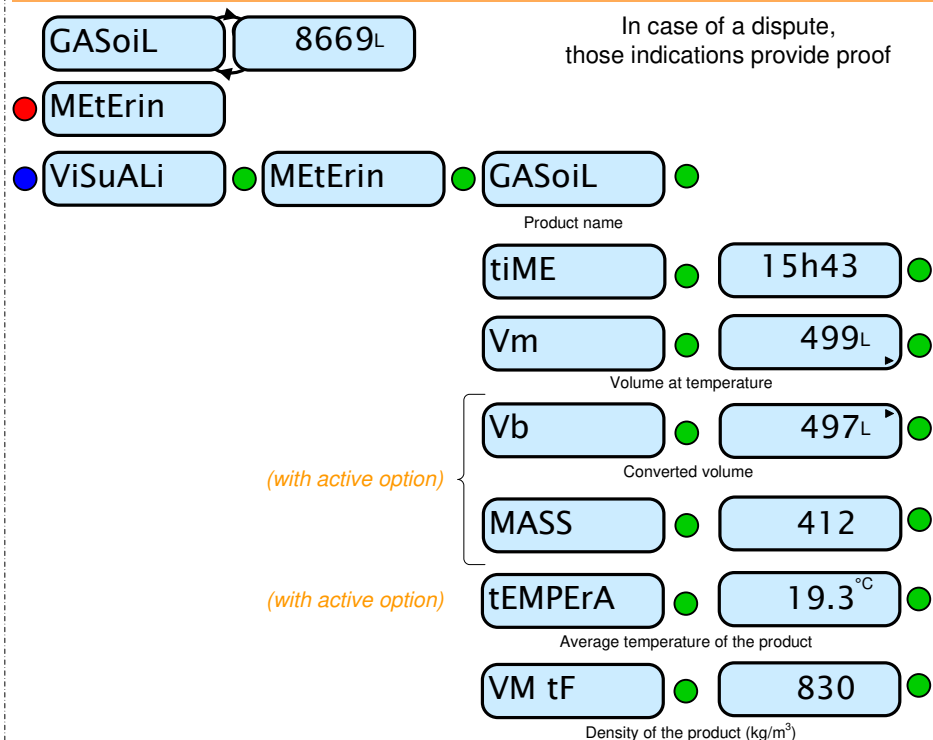 GASoiL 8669L
In case of a dispute,
those indications provide proof
MEtErin
ViSuALi MEtErin GASoiL
Product name
tiME 15h43
Vm 499L
Volume at temperature
Vb 497L
Converted volume
(with active option)
MASS 412
(with active option) tEMPErA 19.3°C
Average temperature of the product
VM tF 830
Density of the product (kg/m³)